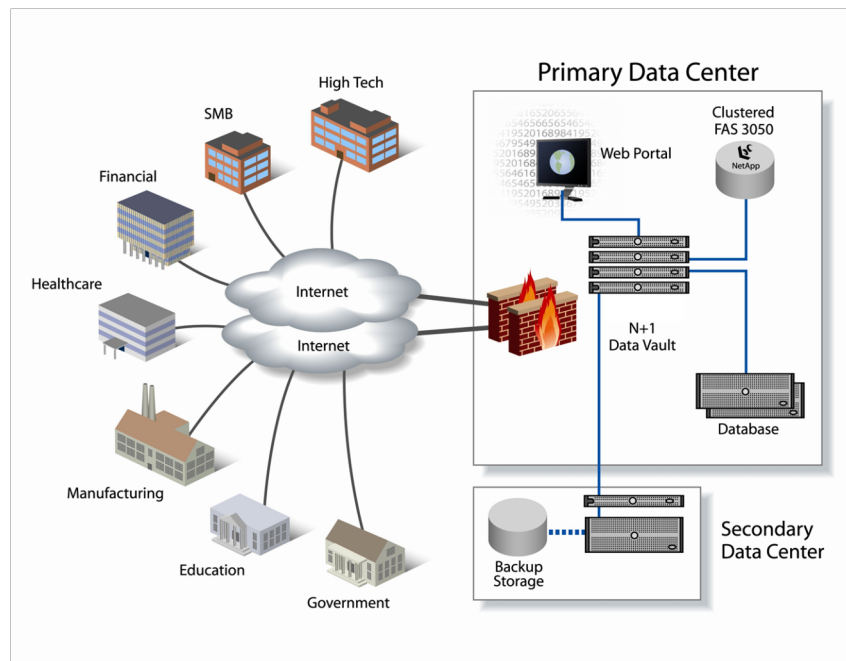 Primary Data Center
High Tech
SMB
Financial
Healthcare
Manufacturing
Education
Government
Internet
Internet
Web Portal
Clustered
FAS 3050
NetApp
N+1
Data Vault
Database
Backup
Storage
Secondary
Data Center